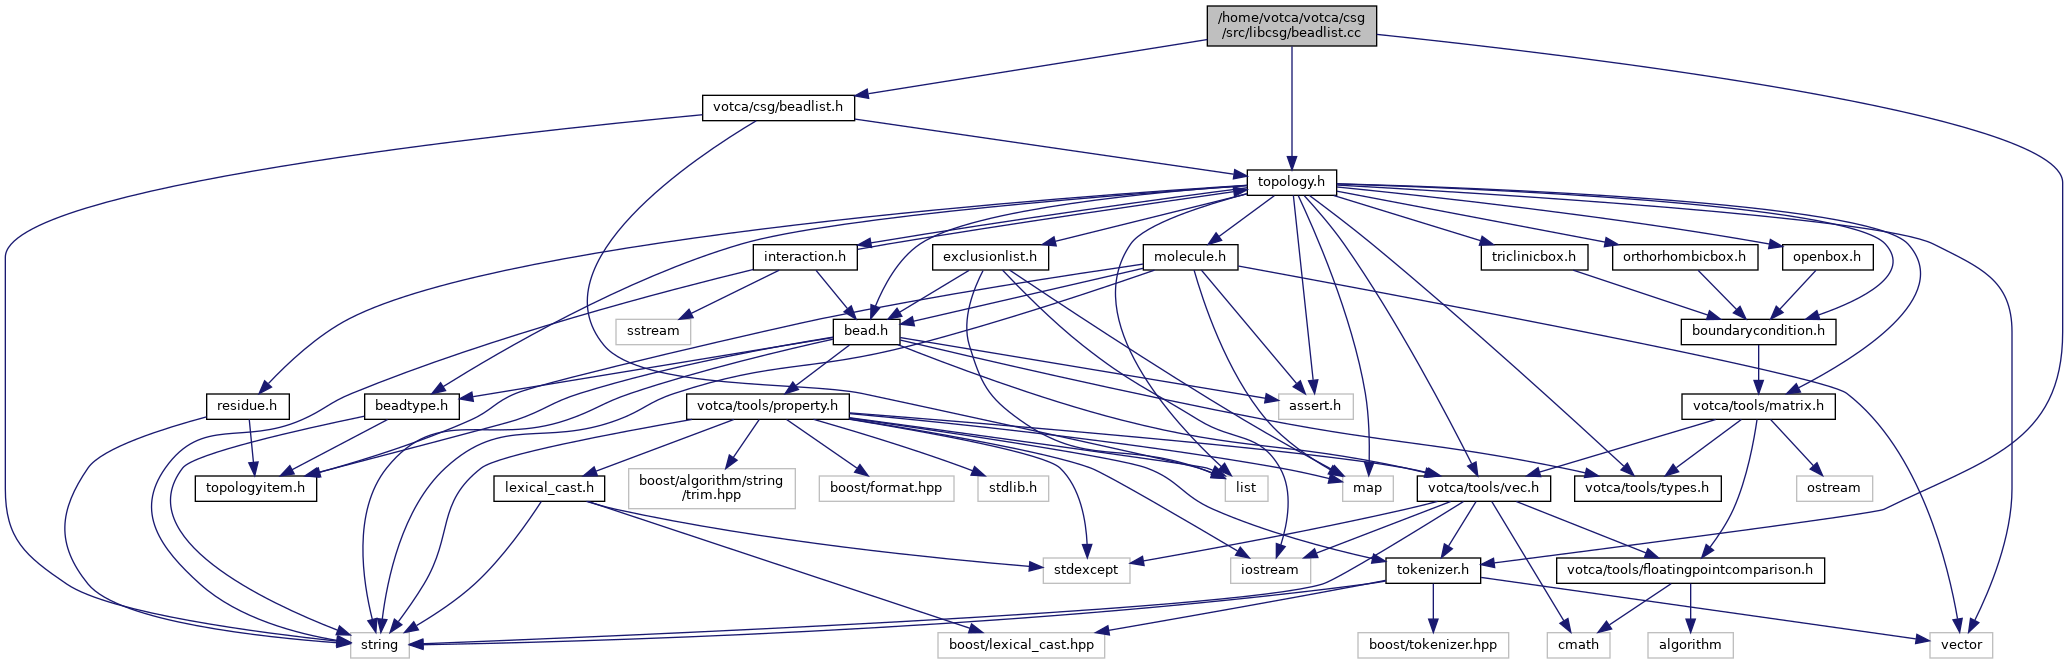 /home/votca/votca/csg
/src/libcsg/beadlist.cc
votca/csg/beadlist.h
topology.h
interaction.h
exclusionlist.h
molecule.h
triclinicbox.h
orthorhombicbox.h
openbox.h
sstream
bead.h
boundarycondition.h
residue.h
beadtype.h
votca/tools/property.h
assert.h
votca/tools/matrix.h
topologyitem.h
lexical_cast.h
boost/algorithm/string
/trim.hpp
boost/format.hpp
stdlib.h
list
map
votca/tools/vec.h
votca/tools/types.h
ostream
stdexcept
iostream
tokenizer.h
votca/tools/floatingpointcomparison.h
string
boost/lexical_cast.hpp
boost/tokenizer.hpp
cmath
algorithm
vector